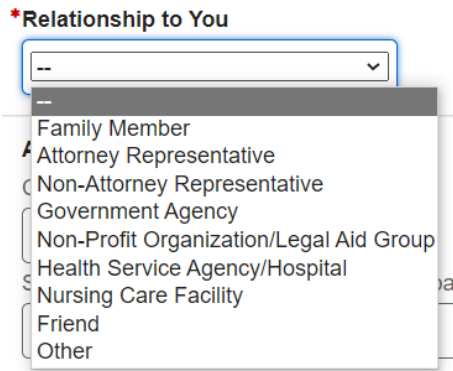 *Relationship to You
--
--
Family Member
Attorney Representative
Non-Attorney Representative
Government Agency
Non-Profit Organization/Legal Aid Group
Health Service Agency/Hospital
Nursing Care Facility
Friend
Other